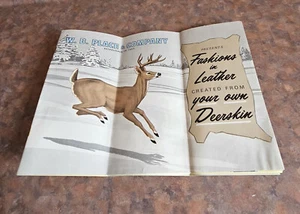 W. B. PLACE & COMPANY
PRESENTS
Fashions
in
Leather
CREATED FROM
your own
Deerskin